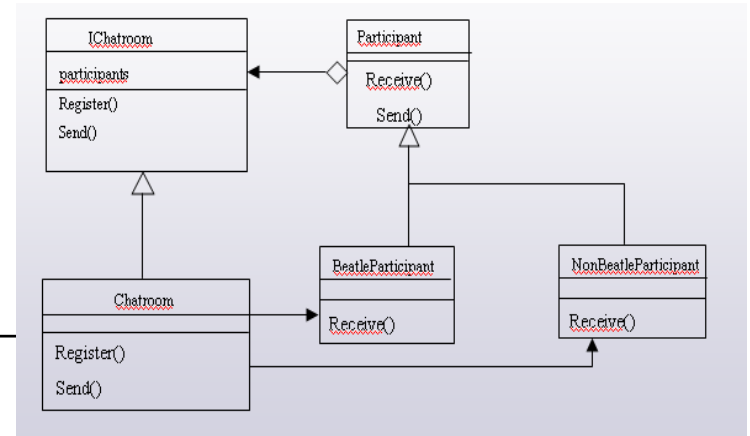 IChatroom
participants
Register()
Send()
Participant
Receive()
Send()
Chatroom
Register()
Send()
BeatleParticipant
Receive()
NonBeatleParticipant
Receive()